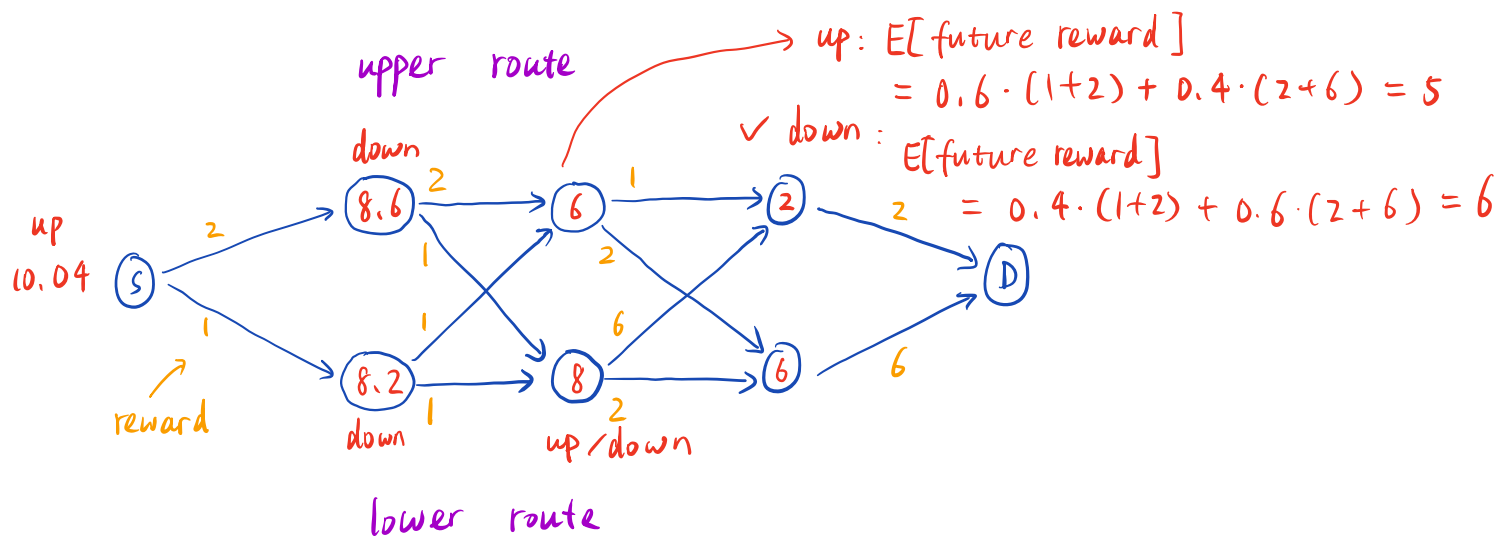 up: E[future reward]
= 0.6·(1+2) + 0.4·(2+6) = 5
✓ down:
E[future reward]
= 0.4·(1+2) + 0.6·(2+6) = 6
upper route
down
2
8.6
6
1
2
2
up
10.04
S
2
1
2
D
1
1
6
6
8.2
8
6
reward
1
2
down
up/down
lower route